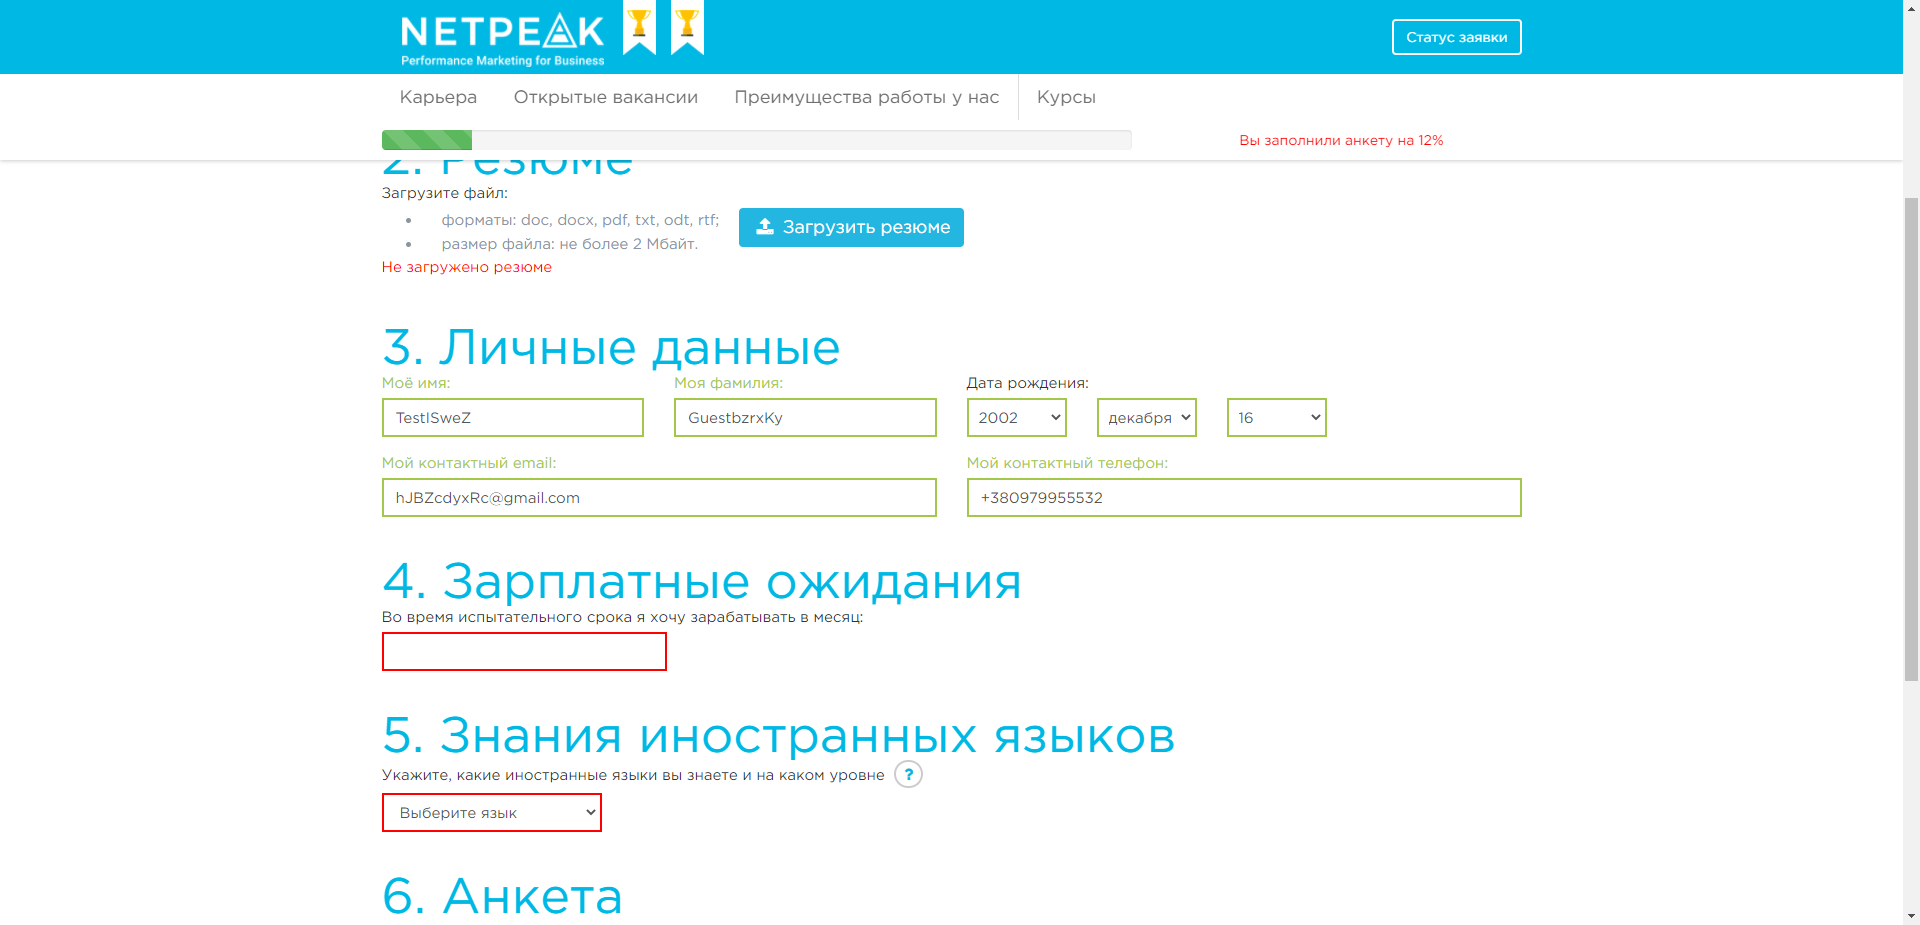 NETPEAK
Performance Marketing for Business
Статус заявки
Карьера Открытые вакансии Преимущества работы у нас Курсы
Вы заполнили анкету на 12%
2. Резюме
Загрузите файл:
• форматы: doc, docx, pdf, txt, odt, rtf;
• размер файла: не более 2 Мбайт.
Загрузить резюме
Не загружено резюме
3. Личные данные
Моё имя: Моя фамилия: Дата рождения:
TestISweZ GuestbzrxKy 2002 декабря 16
Мой контактный email: Мой контактный телефон:
hJBZcdyxRc@gmail.com +380979955532
4. Зарплатные ожидания
Во время испытательного срока я хочу зарабатывать в месяц:
5. Знания иностранных языков
Укажите, какие иностранные языки вы знаете и на каком уровне ?
Выберите язык
6. Анкета